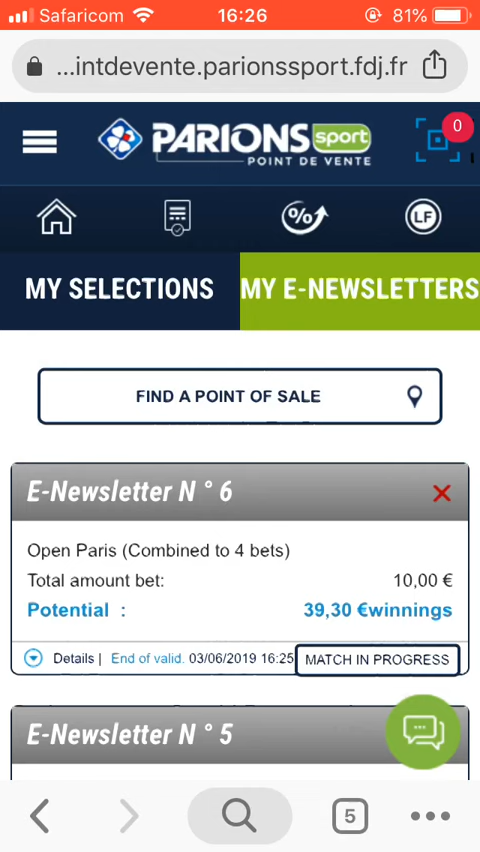 Safaricom 16:26 81%
...intdevente.parionssport.fdj.fr
PARIONS sport
POINT DE VENTE
0
% LF
MY SELECTIONS MY E-NEWSLETTERS
FIND A POINT OF SALE
E-Newsletter N ° 6
Open Paris (Combined to 4 bets)
Total amount bet: 10,00 €
Potential : 39,30 €winnings
Details | End of valid. 03/06/2019 16:25 MATCH IN PROGRESS
E-Newsletter N ° 5
5